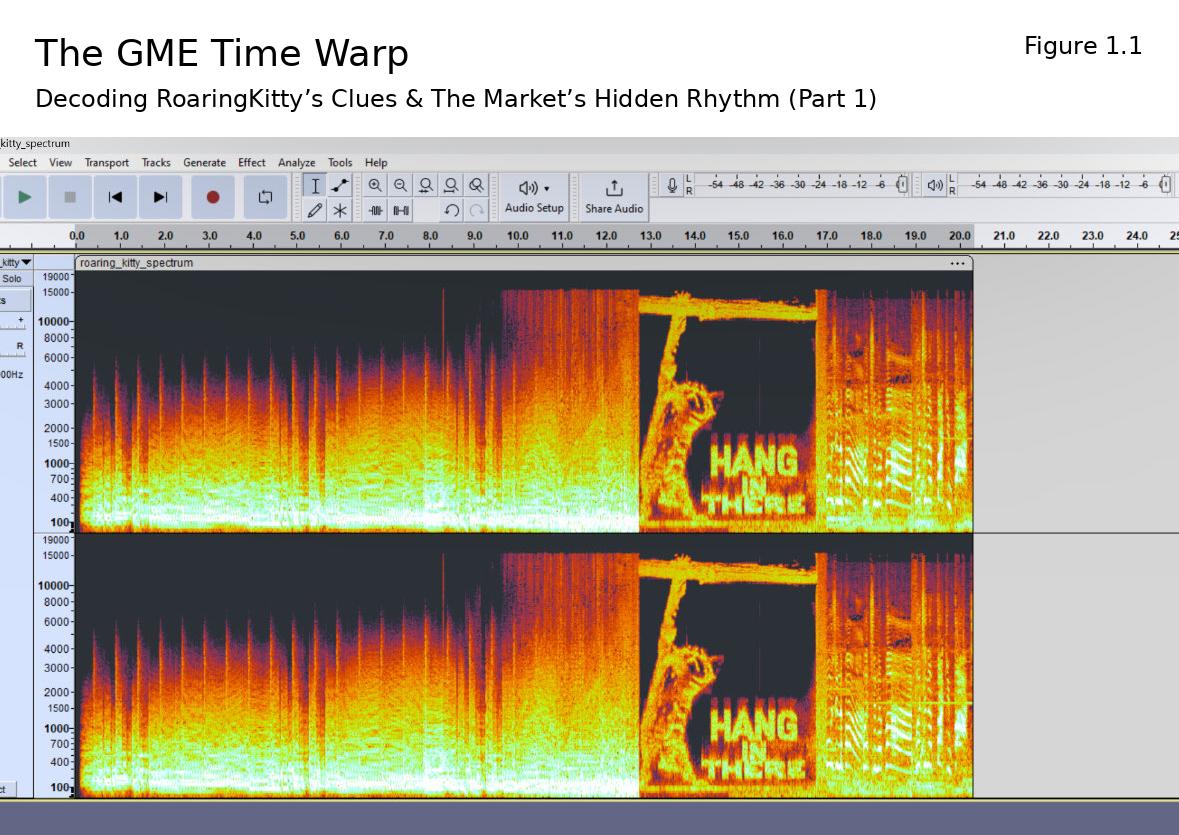 The GME Time Warp
Figure 1.1
Decoding RoaringKitty’s Clues & The Market’s Hidden Rhythm (Part 1)
kitty_spectrum
Select View Transport Tracks Generate Effect Analyze Tools Help
L
R
-54 -48 -42 -36 -30 -24 -18 -12 -6
L
R
-54 -48 -42 -36 -30 -24 -18 -12 -6
Audio Setup
Share Audio
0.0 1.0 2.0 3.0 4.0 5.0 6.0 7.0 8.0 9.0 10.0 11.0 12.0 13.0 14.0 15.0 16.0 17.0 18.0 19.0 20.0 21.0 22.0 23.0 24.0 25
_kitty
roaring_kitty_spectrum
...
Solo
s
+
R
00Hz
19000
15000
10000
8000
6000
4000
3000
2000
1500
1000
700
400
100
HANG
IN
THERE
19000
15000
10000
8000
6000
4000
3000
2000
1500
1000
700
400
100
HANG
IN
THERE
ct